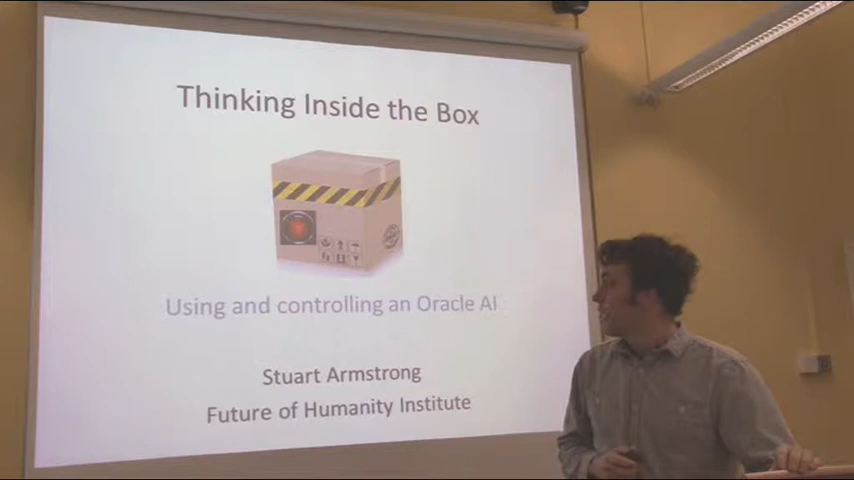 Thinking Inside the Box
Using and controlling an Oracle AI
Stuart Armstrong
Future of Humanity Institute